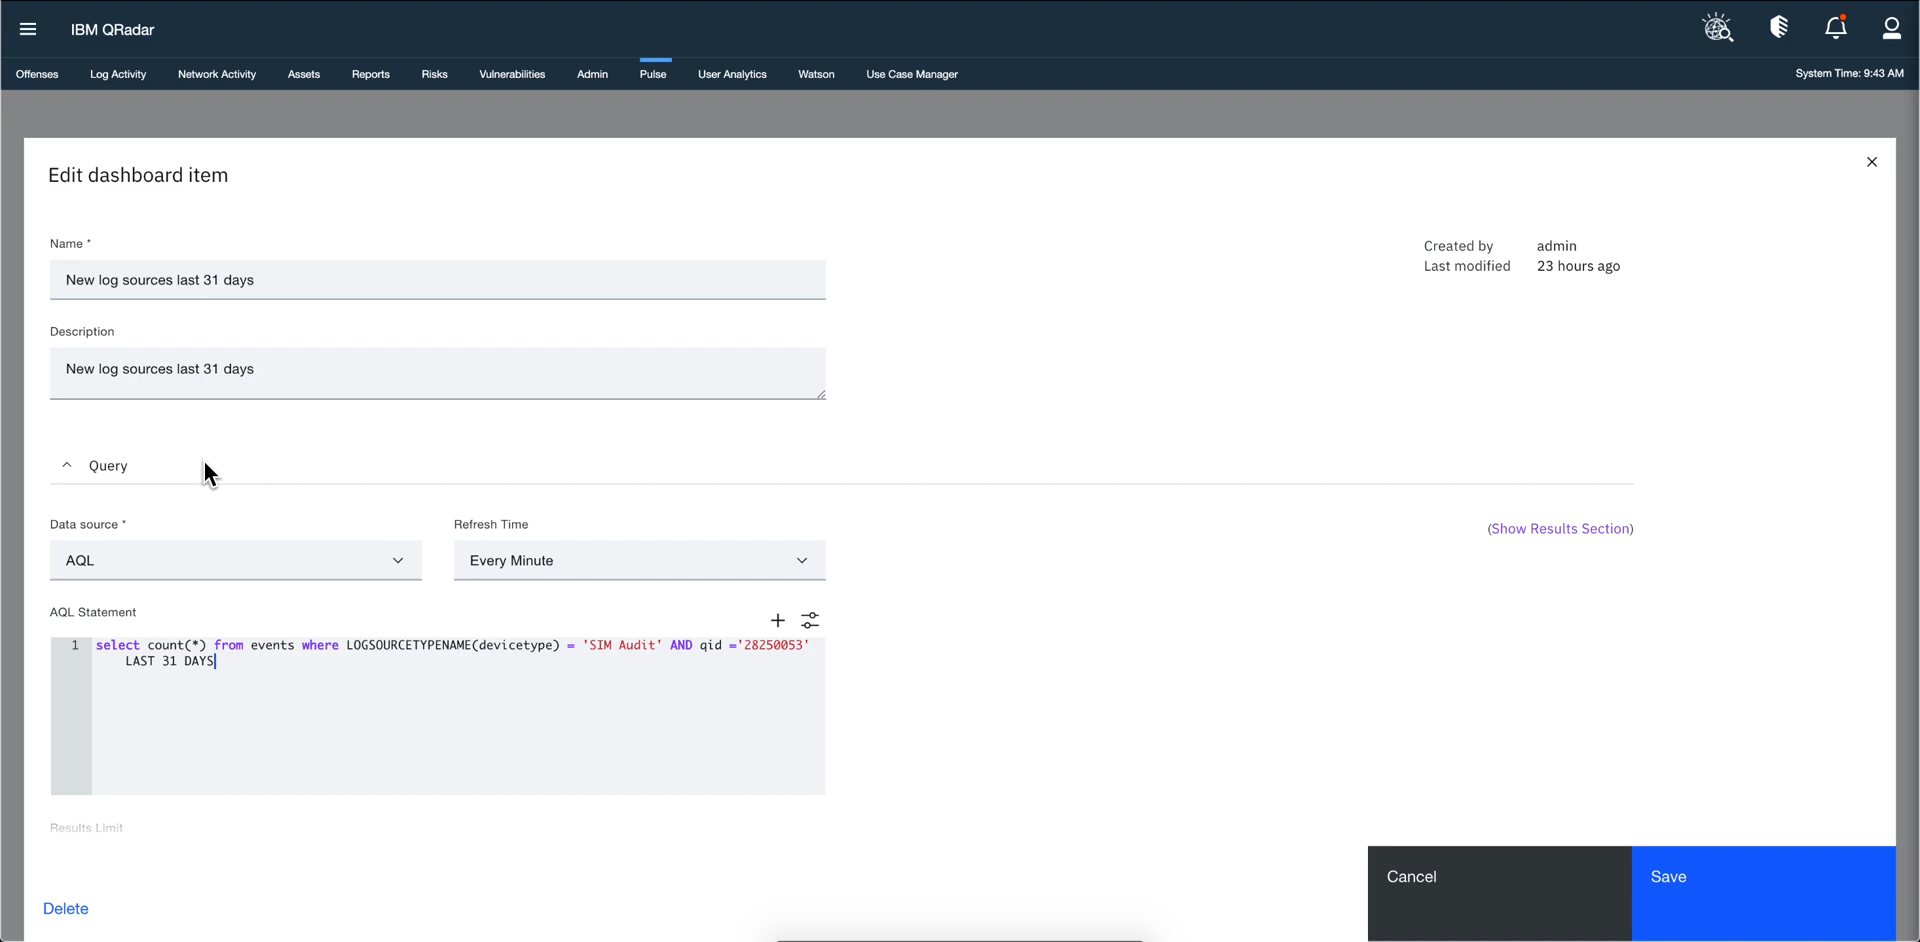 IBM QRadar
Offenses Log Activity Network Activity Assets Reports Risks Vulnerabilities Admin Pulse User Analytics Watson Use Case Manager System Time: 9:43 AM
Edit dashboard item
Name *
New log sources last 31 days
Created by admin
Last modified 23 hours ago
Description
New log sources last 31 days
Query
Data source *
Refresh Time
(Show Results Section)
AQL
Every Minute
AQL Statement
1 select count(*) from events where LOGSOURCETYPENAME(devicetype) = 'SIM Audit' AND qid ='28250053'
LAST 31 DAYS
Results Limit
Cancel
Save
Delete